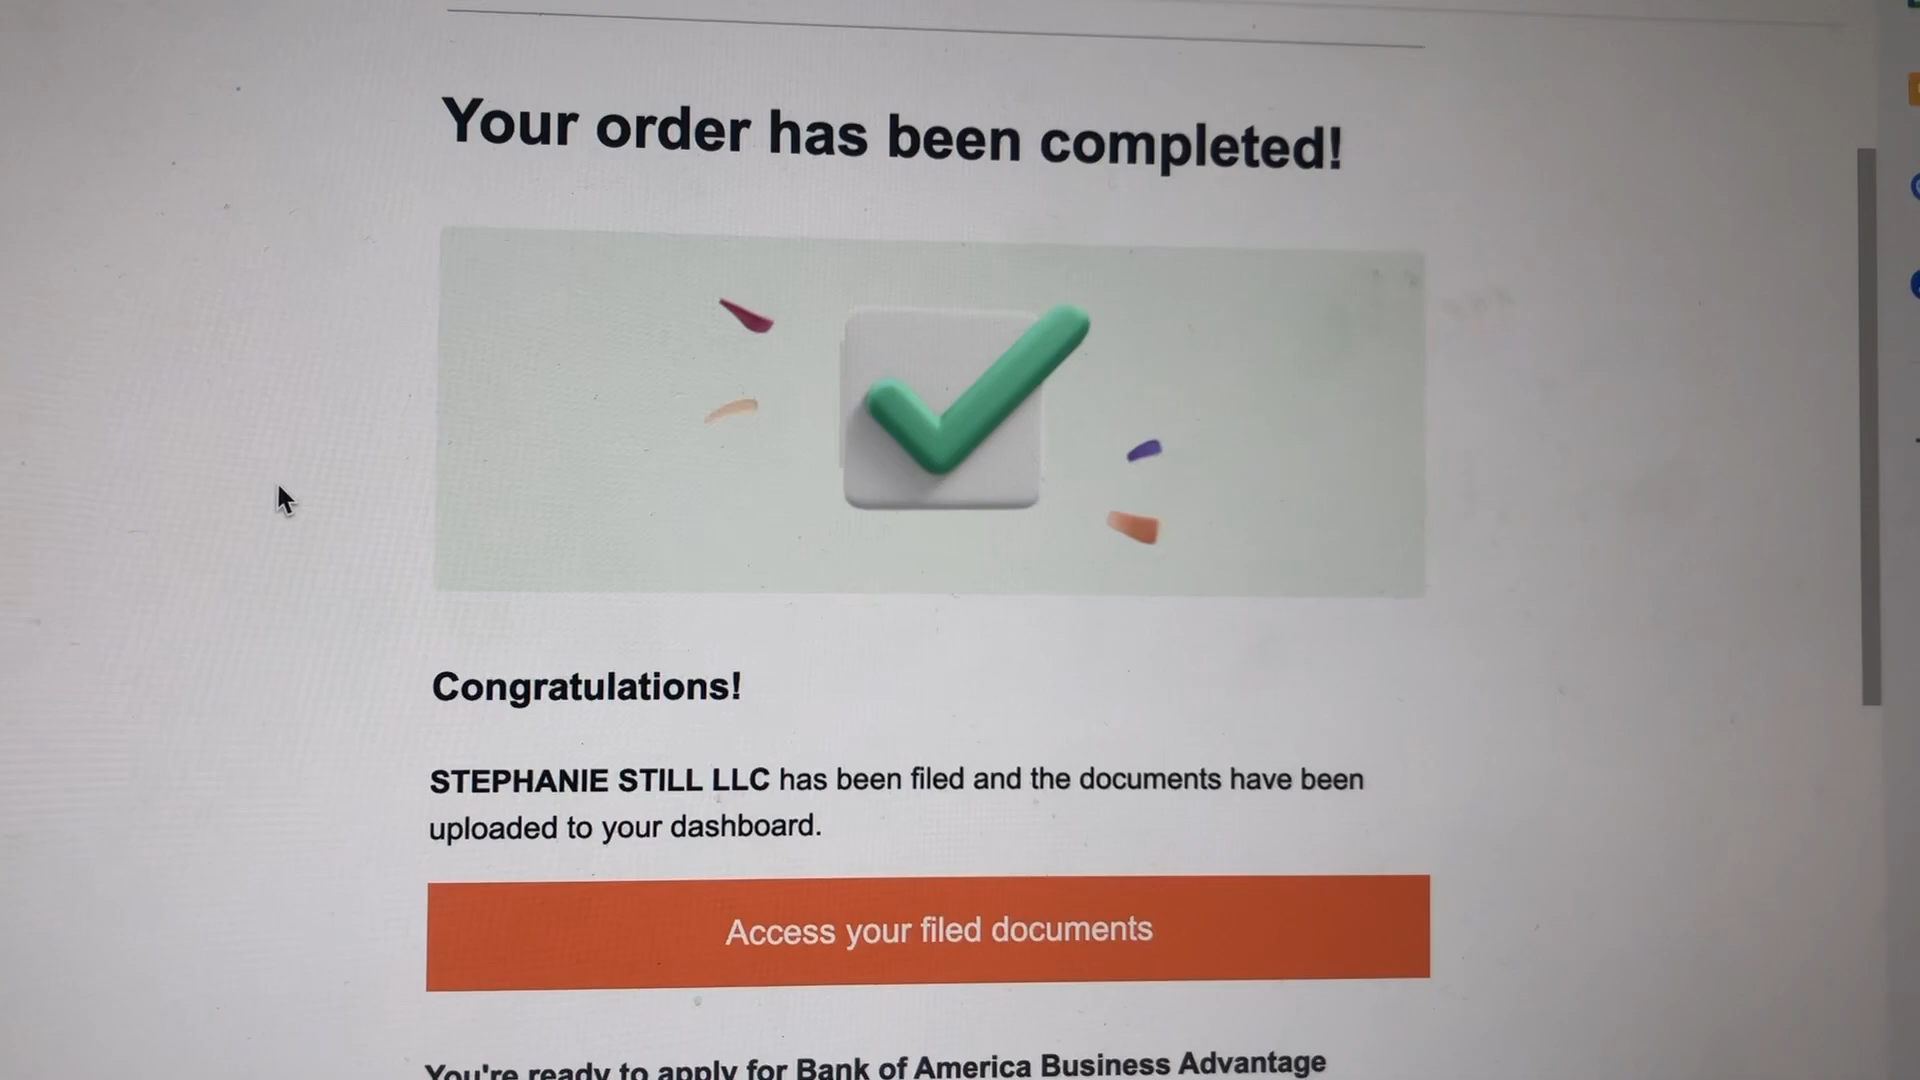 Your order has been completed!
Congratulations!
STEPHANIE STILL LLC has been filed and the documents have been
uploaded to your dashboard.
Access your filed documents
You're ready to apply for Bank of America Business Advantage